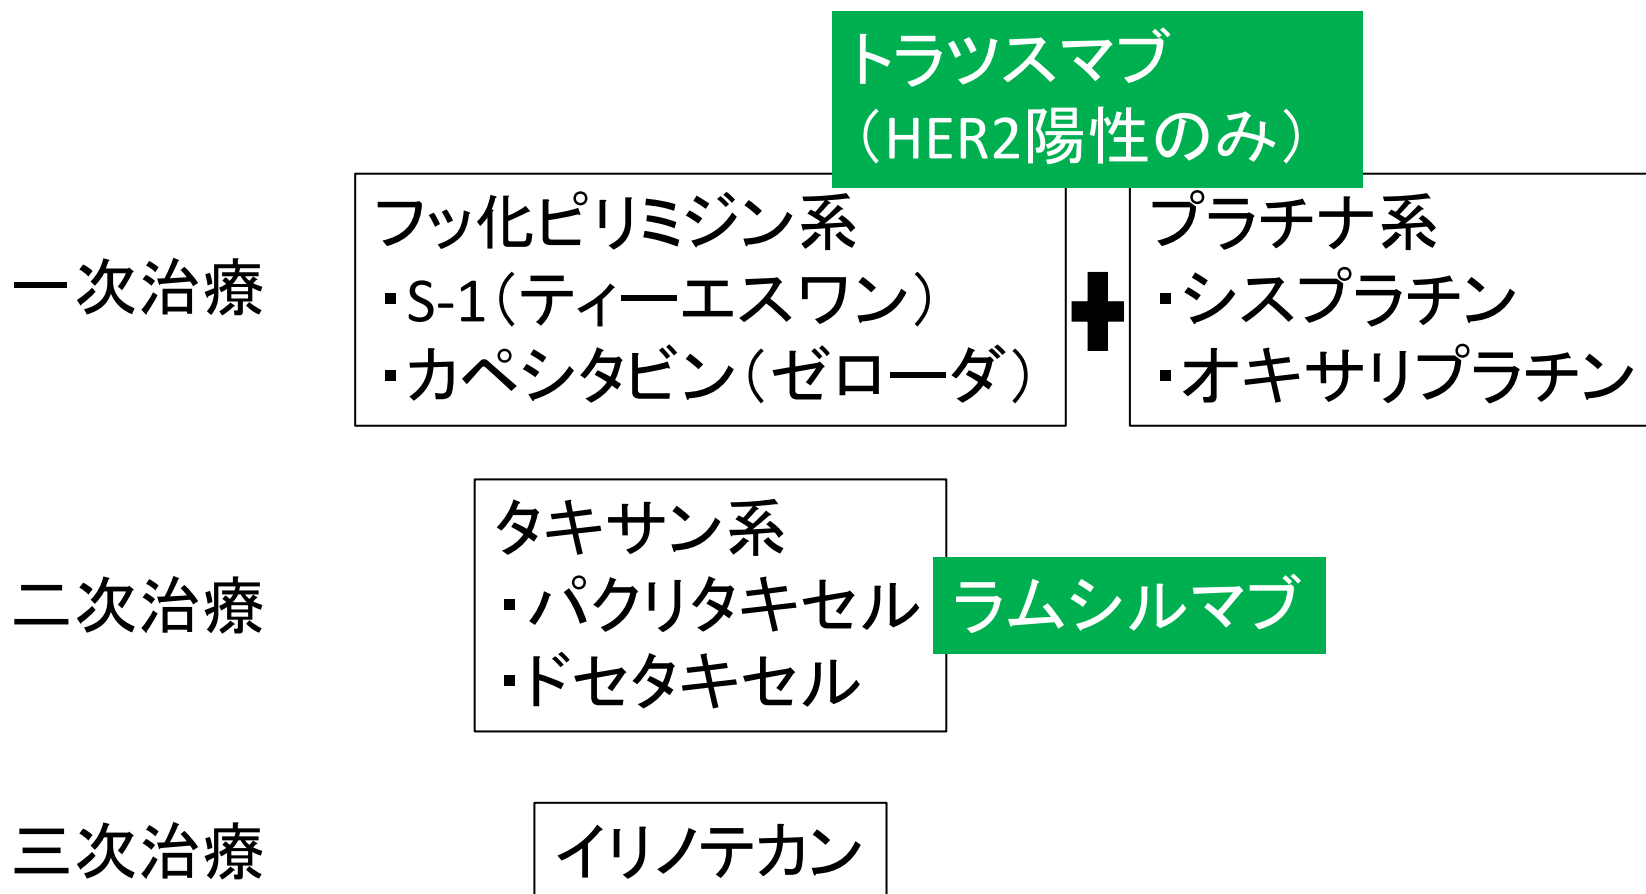 トラツスマブ
（HER2陽性のみ）
一次治療
フッ化ピリミジン系
・S-1（ティーエスワン）
・カペシタビン（ゼローダ）
+
プラチナ系
・シスプラチン
・オキサリプラチン
二次治療
タキサン系
・パクリタキセル
・ドセタキセル
ラムシルマブ
三次治療
イリノテカン